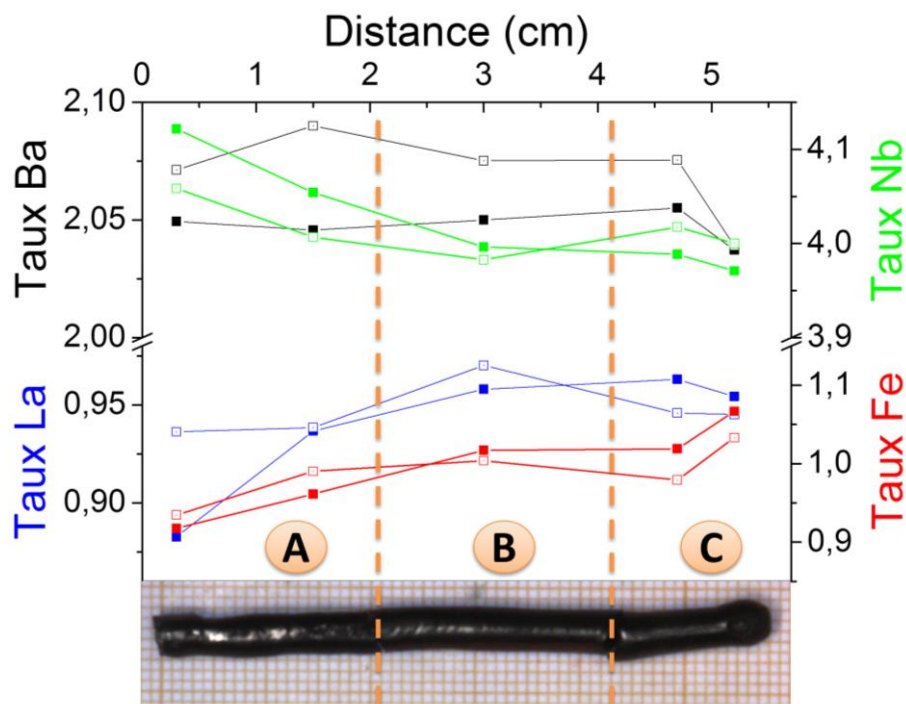 Distance (cm)
0 1 2 3 4 5
2,10
2,05
2,00
0,95
0,90
Taux Ba
Taux La
4,1
4,0
3,9
1,1
1,0
0,9
Taux Nb
Taux Fe
A B C